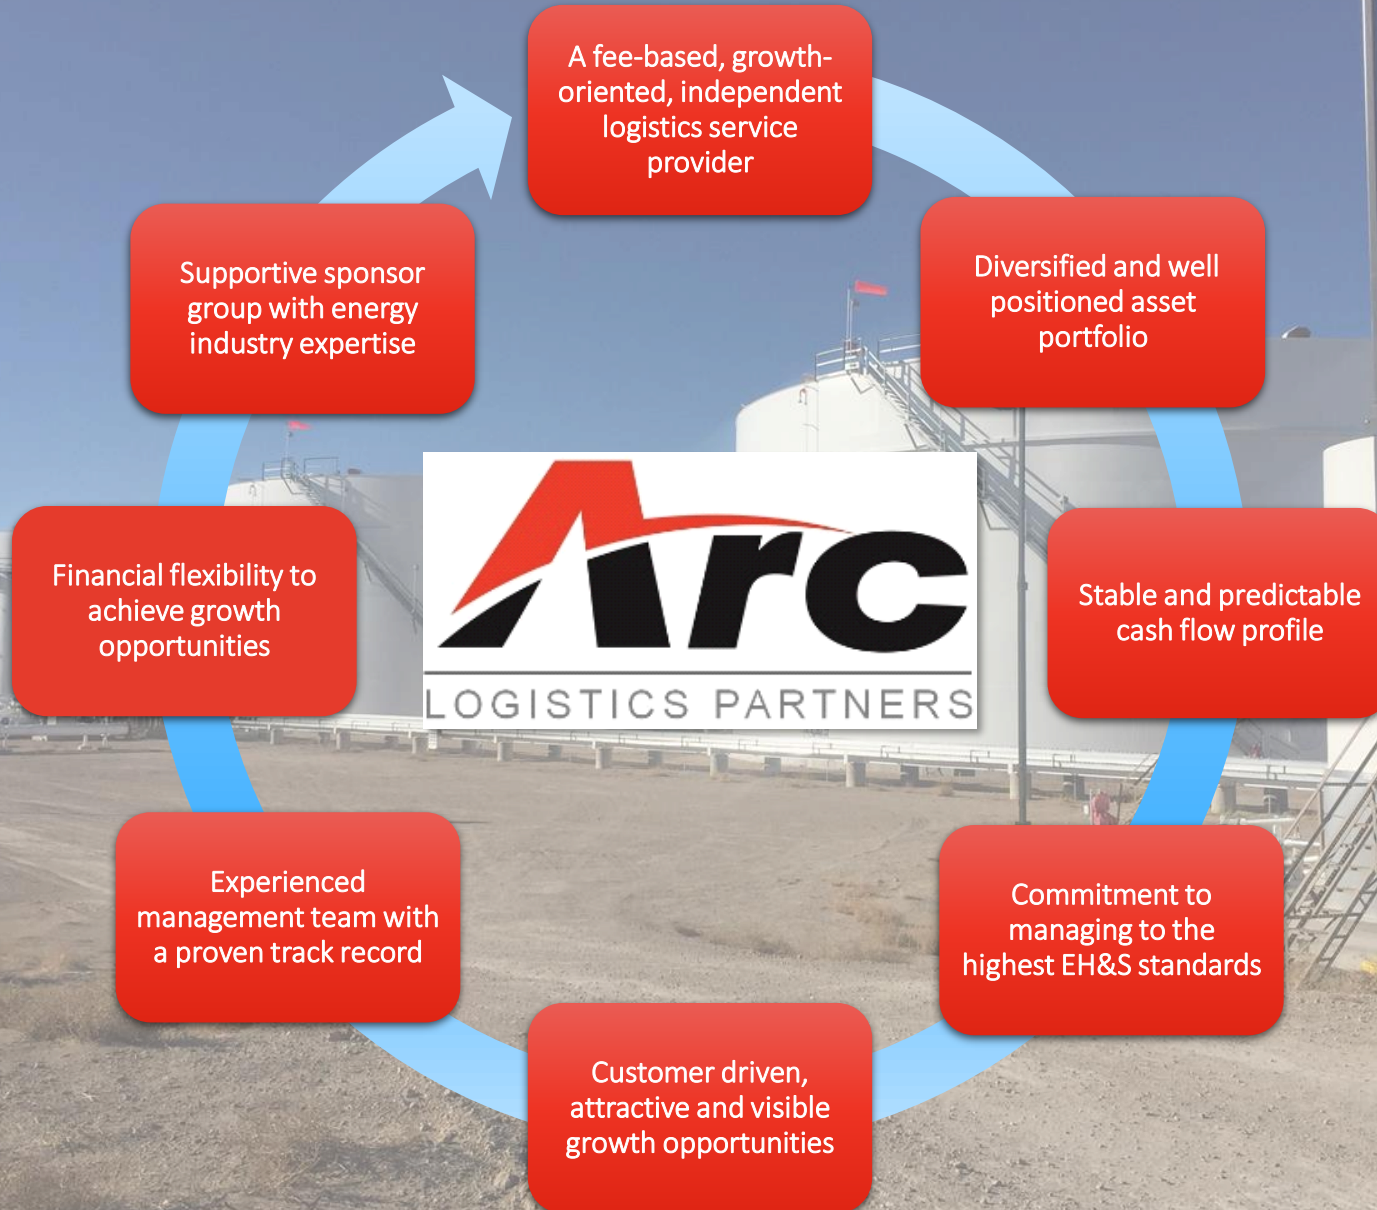 A fee-based, growth-
oriented, independent
logistics service
provider
Diversified and well
positioned asset
portfolio
Stable and predictable
cash flow profile
Commitment to
managing to the
highest EH&S standards
Customer driven,
attractive and visible
growth opportunities
Experienced
management team with
a proven track record
Financial flexibility to
achieve growth
opportunities
Supportive sponsor
group with energy
industry expertise
Arc
LOGISTICS PARTNERS